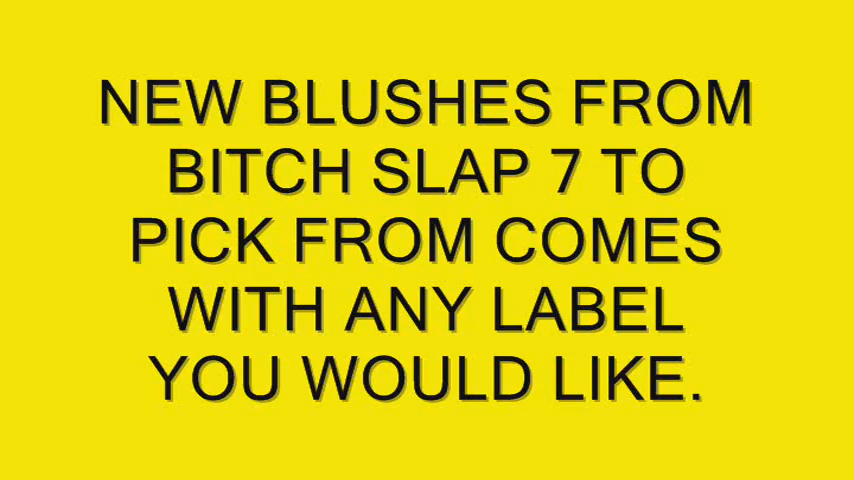 NEW BLUSHES FROM
BITCH SLAP 7 TO
PICK FROM COMES
WITH ANY LABEL
YOU WOULD LIKE.